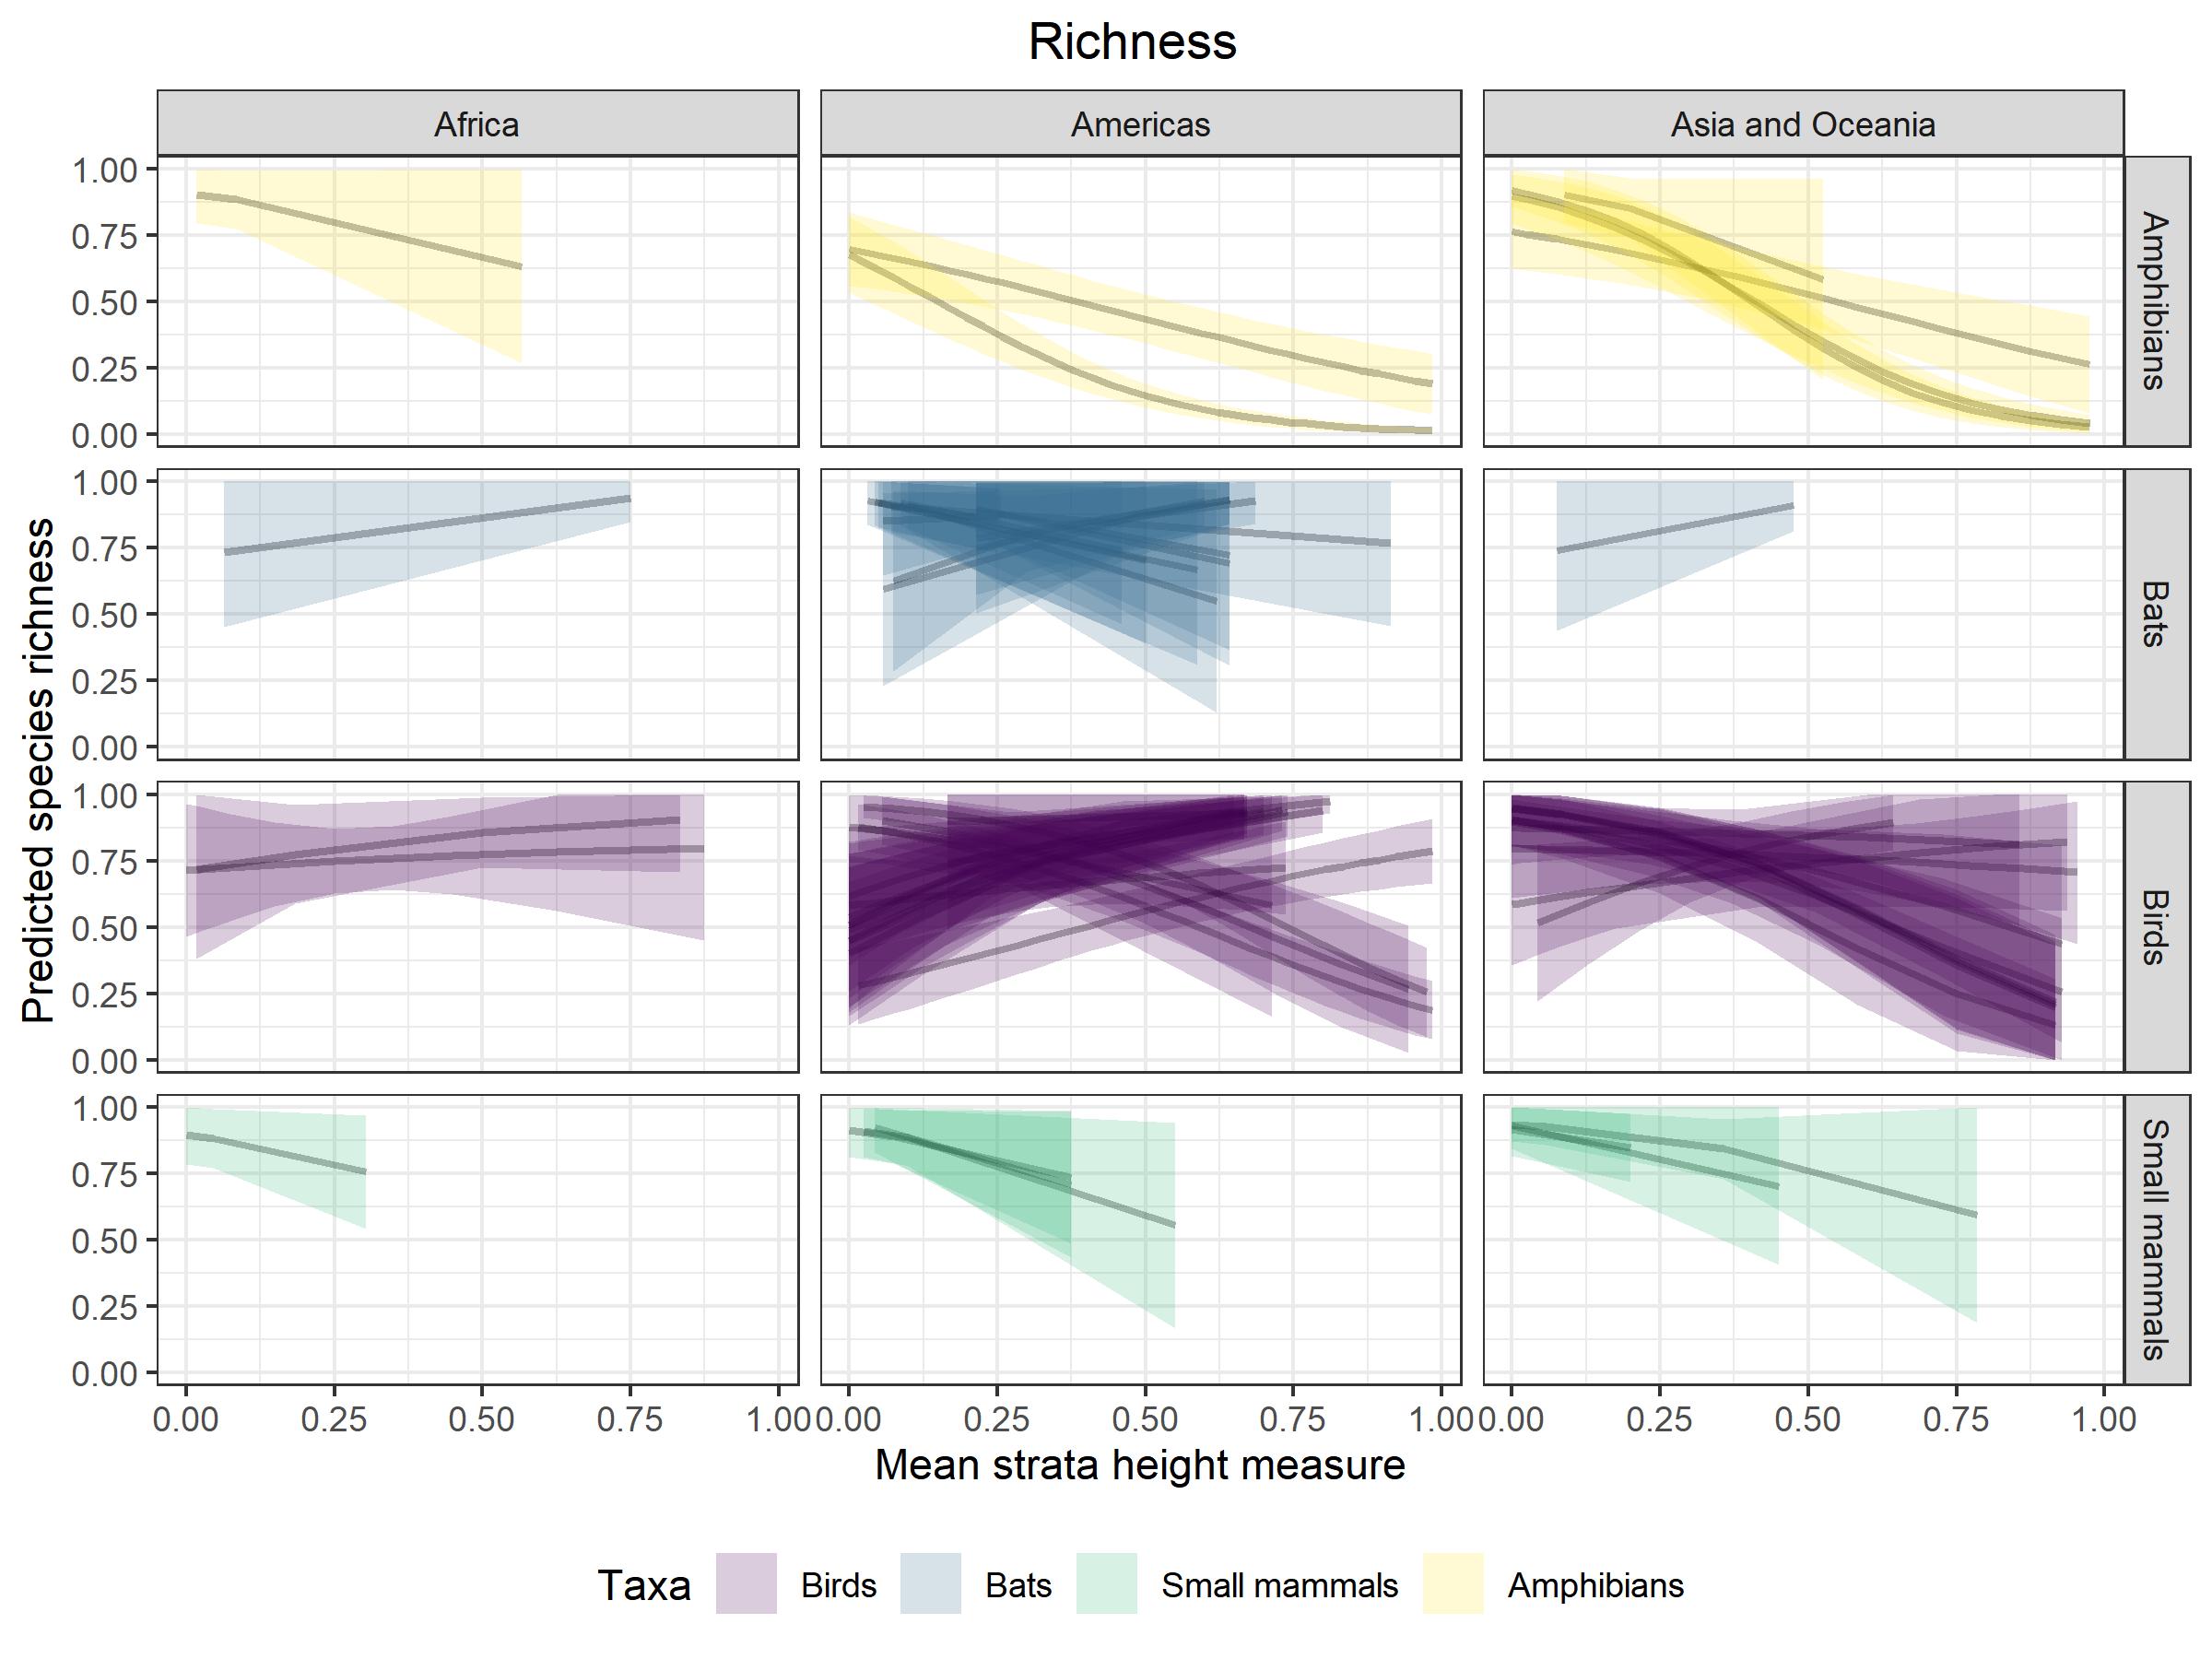 Richness
Africa
Americas
Asia and Oceania
1.00
0.75
0.50
0.25
0.00
Amphibians
1.00
0.75
0.50
0.25
0.00
Bats
1.00
0.75
0.50
0.25
0.00
Birds
1.00
0.75
0.50
0.25
0.00
Small mammals
Predicted species richness
0.00 0.25 0.50 0.75 1.00 0.00 0.25 0.50 0.75 1.00 0.00 0.25 0.50 0.75 1.00
Mean strata height measure
Taxa Birds Bats Small mammals Amphibians